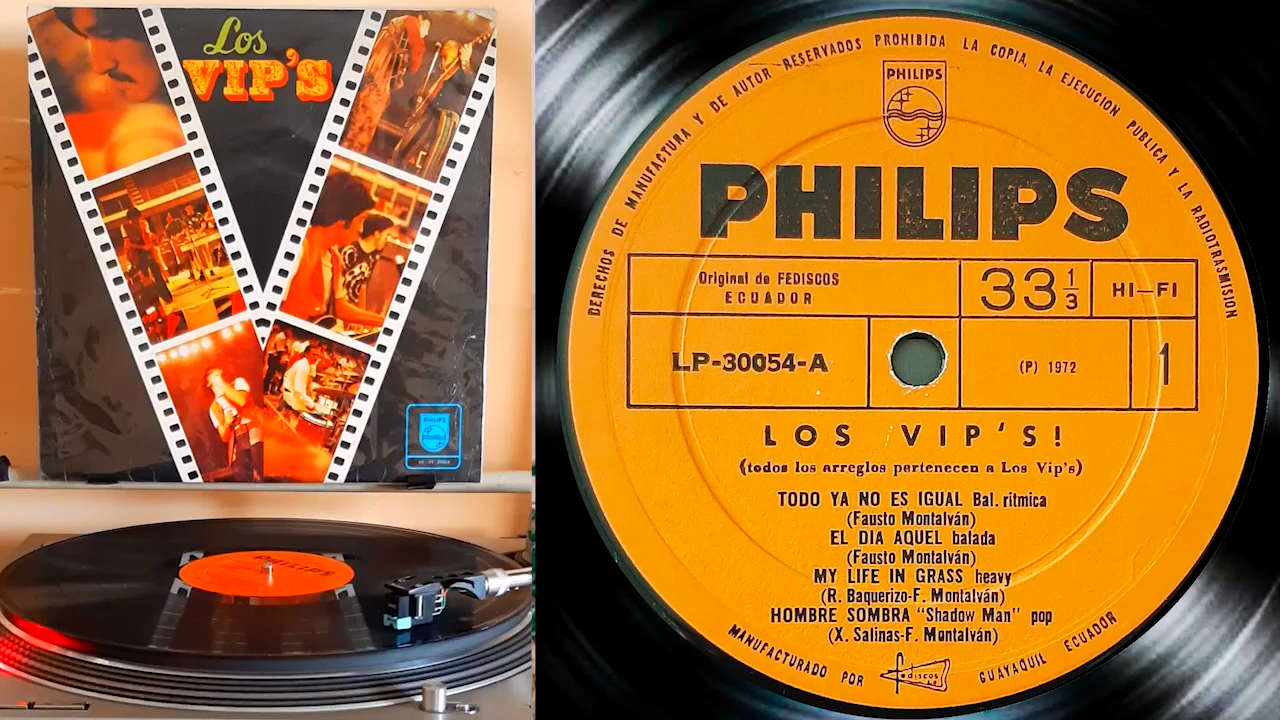 Los
VIP'S
PHILIPS
PHILIPS
DERECHOS DE MANUFACTURA Y DE AUTOR RESERVADOS PROHIBIDA LA COPIA, LA EJECUCION PUBLICA Y LA RADIOTRASMISION
PHILIPS
PHILIPS
Original de FEDISCOS
ECUADOR
33 1/3
HI-FI
LP-30054-A
(P) 1972
1
LOS VIP'S!
(todos los arreglos pertenecen a Los Vip's)
TODO YA NO ES IGUAL Bal. ritmica
(Fausto Montalván)
EL DIA AQUEL balada
(Fausto Montalván)
MY LIFE IN GRASS heavy
(R. Baquerizo-F. Montalván)
HOMBRE SOMBRA "Shadow Man" pop
(X. Salinas-F. Montalván)
MANUFACTURADO POR fediscos GUAYAQUIL ECUADOR